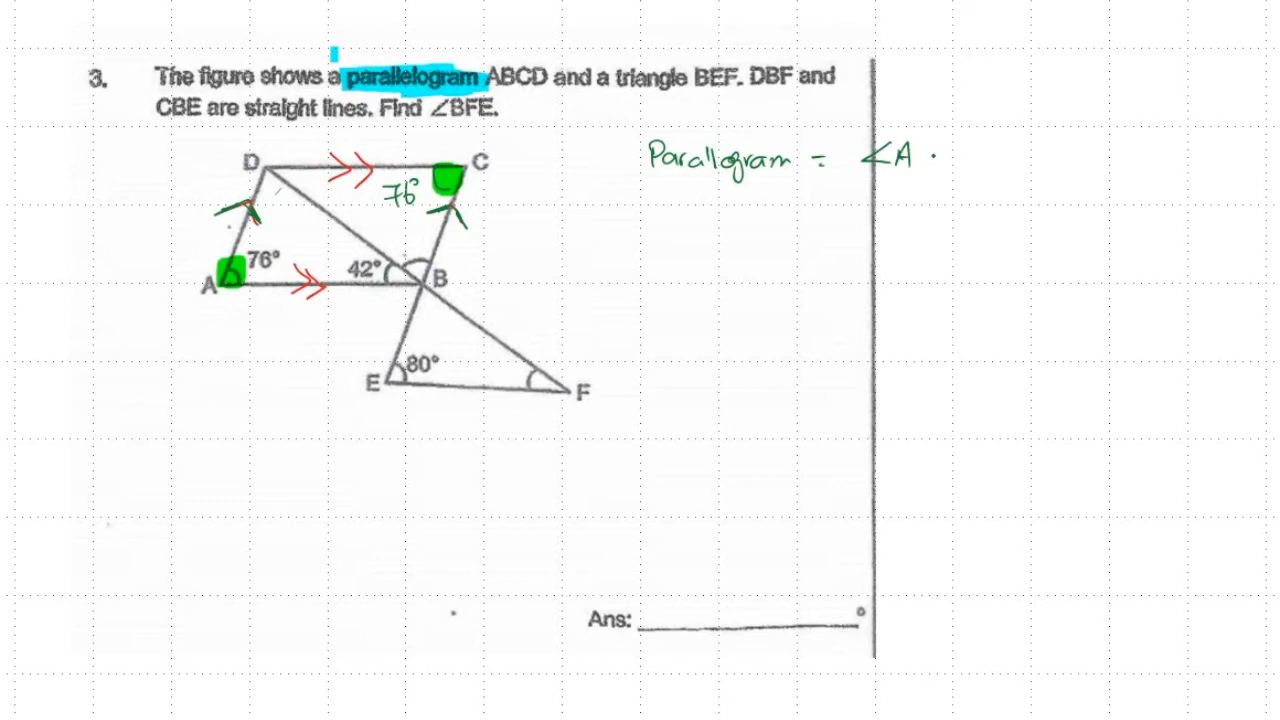 3. The figure shows a parallelogram ABCD and a triangle BEF. DBF and
CBE are straight lines. Find ∠BFE.
Parallogram = ∠A .
D
C
76°
76°
A
42°
B
80°
E
F
Ans: °